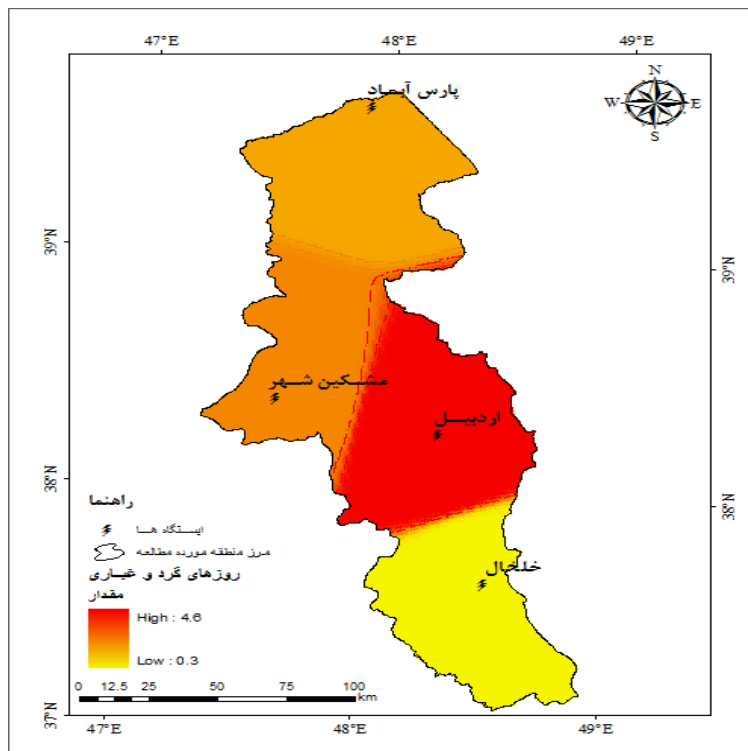 47°E 48°E 49°E
پارس آباد
N
W E
S
39°N 39°N
مشکین شهر
اردبیل
38°N 38°N
راهنما
ایستگاه ها
مرز منطقه مورده مطالعه
خلخال
روزهای گرد و غباری
مقدار
High : 4.6
Low : 0.3
0 12.5 25 50 75 100
km
37°N 37°N
47°E 48°E 49°E